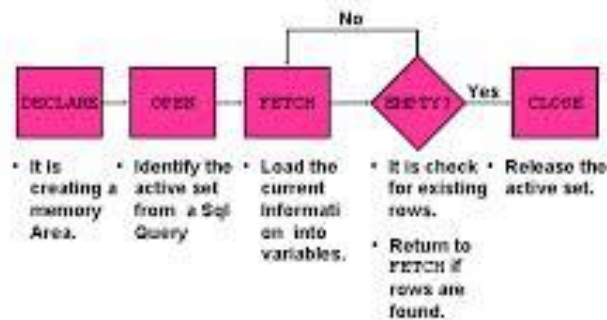 No
DECLARE
OPEN
FETCH
EMPTY?
Yes
CLOSE
• It is
creating a
memory
Area.
• Identify the
active set
from a Sql
Query
• Load the
current
Informati
on into
variables.
• It is check
for existing
rows.
• Return to
FETCH if
rows are
found.
• Release the
active set.